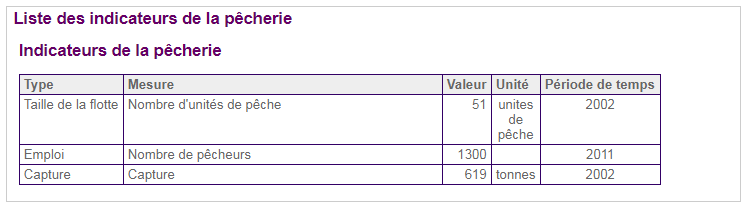 Liste des indicateurs de la pêcherie
Indicateurs de la pêcherie
Type Mesure Valeur Unité Période de temps
Taille de la flotte Nombre d'unités de pêche 51 unites 2002
de
pêche
Emploi Nombre de pêcheurs 1300 2011
Capture Capture 619 tonnes 2002